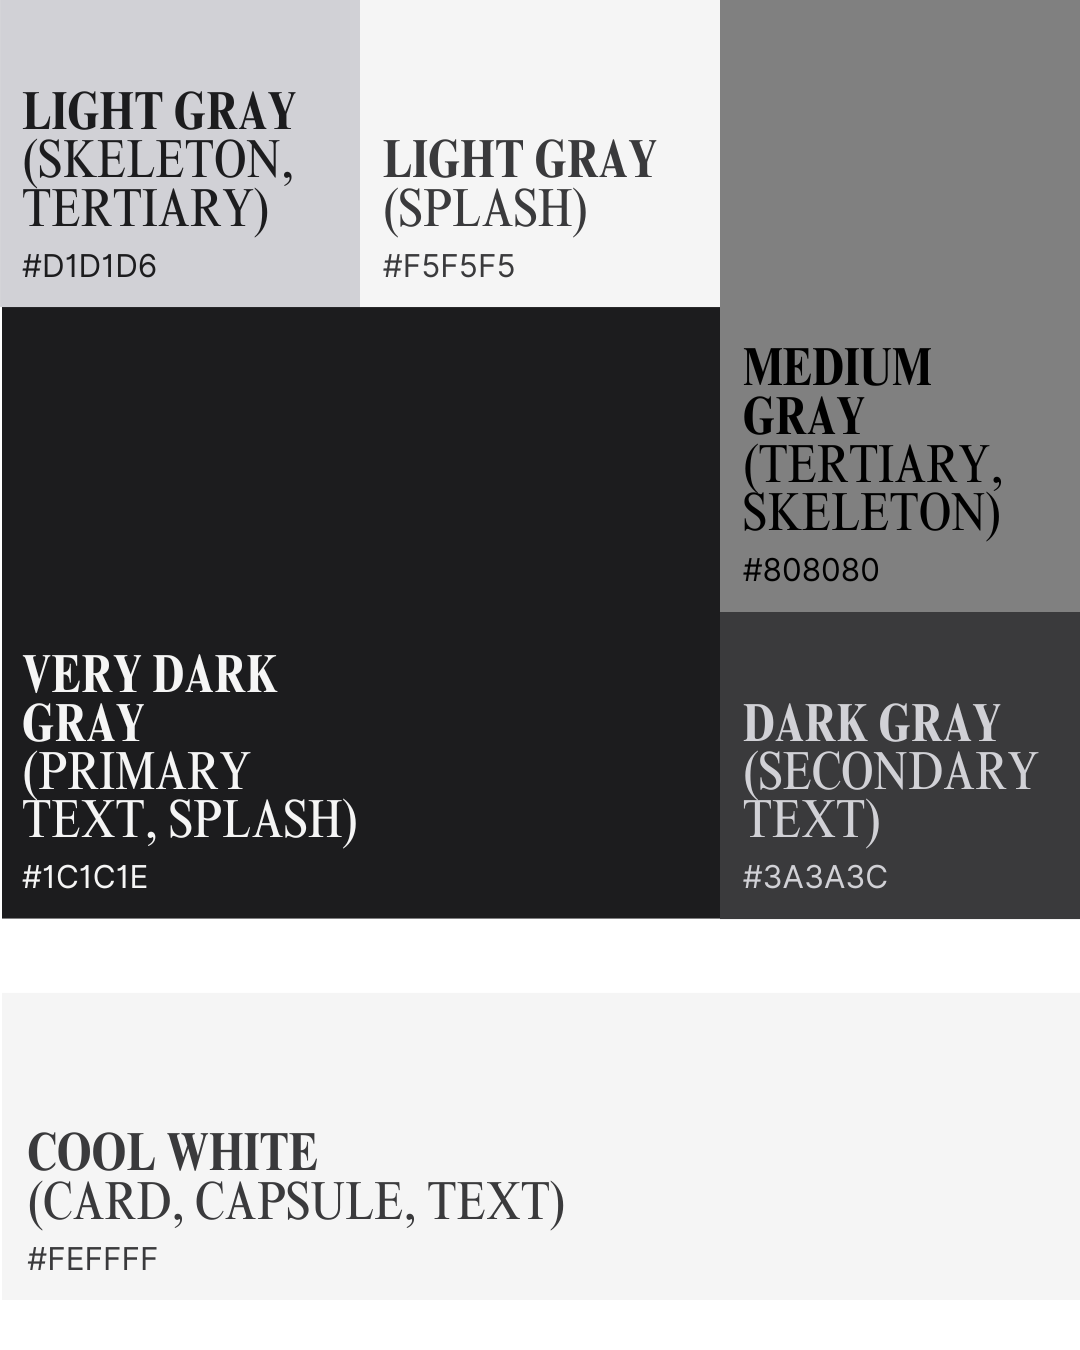 LIGHT GRAY
(SKELETON,
TERTIARY)
#D1D1D6
LIGHT GRAY
(SPLASH)
#F5F5F5
MEDIUM
GRAY
(TERTIARY,
SKELETON)
#808080
VERY DARK
GRAY
(PRIMARY
TEXT, SPLASH)
#1C1C1E
DARK GRAY
(SECONDARY
TEXT)
#3A3A3C
COOL WHITE
(CARD, CAPSULE, TEXT)
#FEFFFF